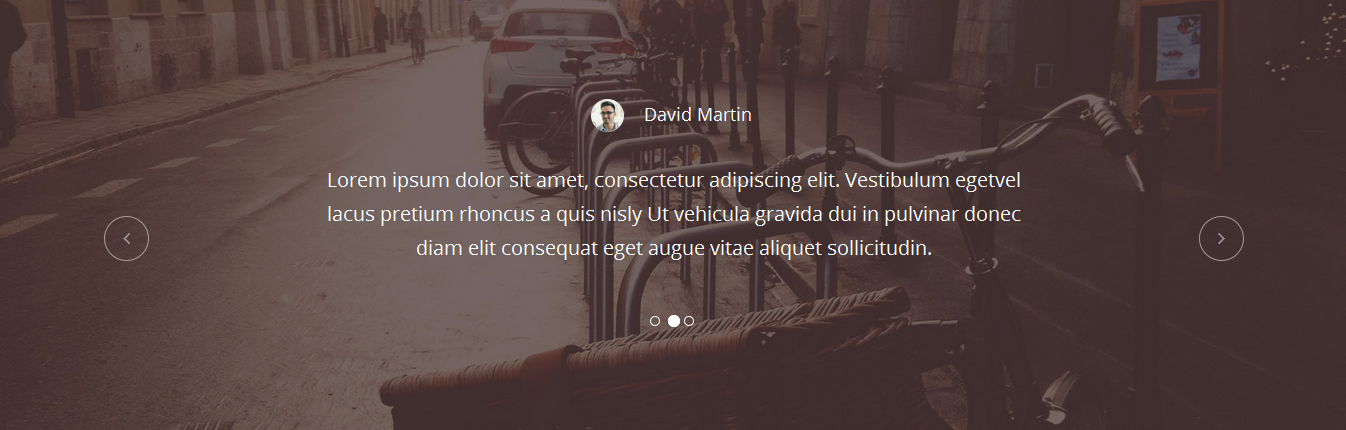 David Martin
Lorem ipsum dolor sit amet, consectetur adipiscing elit. Vestibulum egetvel
lacus pretium rhoncus a quis nisly Ut vehicula gravida dui in pulvinar donec
diam elit consequat eget augue vitae aliquet sollicitudin.